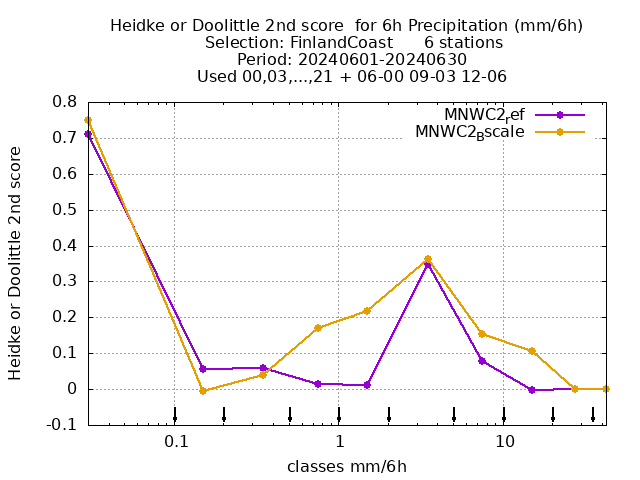 Heidke or Doolittle 2nd score  for 6h Precipitation (mm/6h)
Selection: FinlandCoast      6 stations
Period: 20240601-20240630
Used 00,03,...,21 + 06-00 09-03 12-06
MNWC2ref
MNWC2Bscale
Heidke or Doolittle 2nd score
0.8
0.7
0.6
0.5
0.4
0.3
0.2
0.1
0
-0.1
0.1 1 10
classes mm/6h